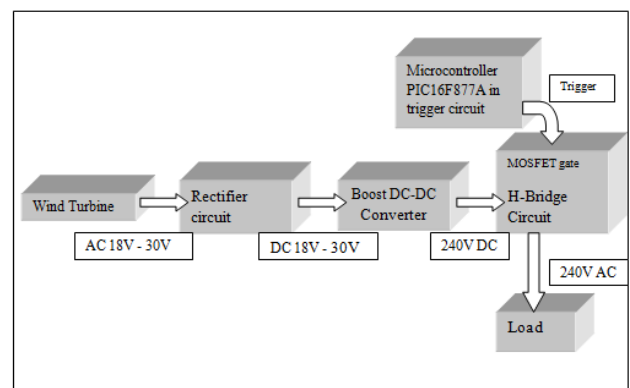 Microcontroller
PIC16F877A in
trigger circuit
Trigger
MOSFET gate
H-Bridge
Circuit
Wind Turbine
Rectifier
circuit
Boost DC-DC
Converter
AC 18V - 30V
DC 18V - 30V
240V DC
240V AC
Load